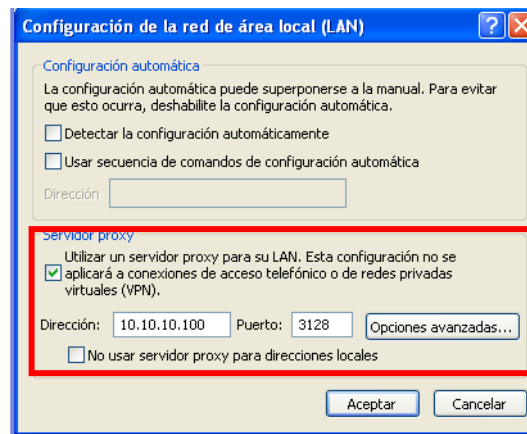 Configuración de la red de área local (LAN)
Configuración automática
La configuración automática puede superponerse a la manual. Para evitar
que esto ocurra, deshabilite la configuración automática.
Detectar la configuración automáticamente
Usar secuencia de comandos de configuración automática
Dirección
Servidor proxy
Utilizar un servidor proxy para su LAN. Esta configuración no se
aplicará a conexiones de acceso telefónico o de redes privadas
virtuales (VPN).
Dirección: 10.10.10.100 Puerto: 3128 Opciones avanzadas...
No usar servidor proxy para direcciones locales
Aceptar Cancelar